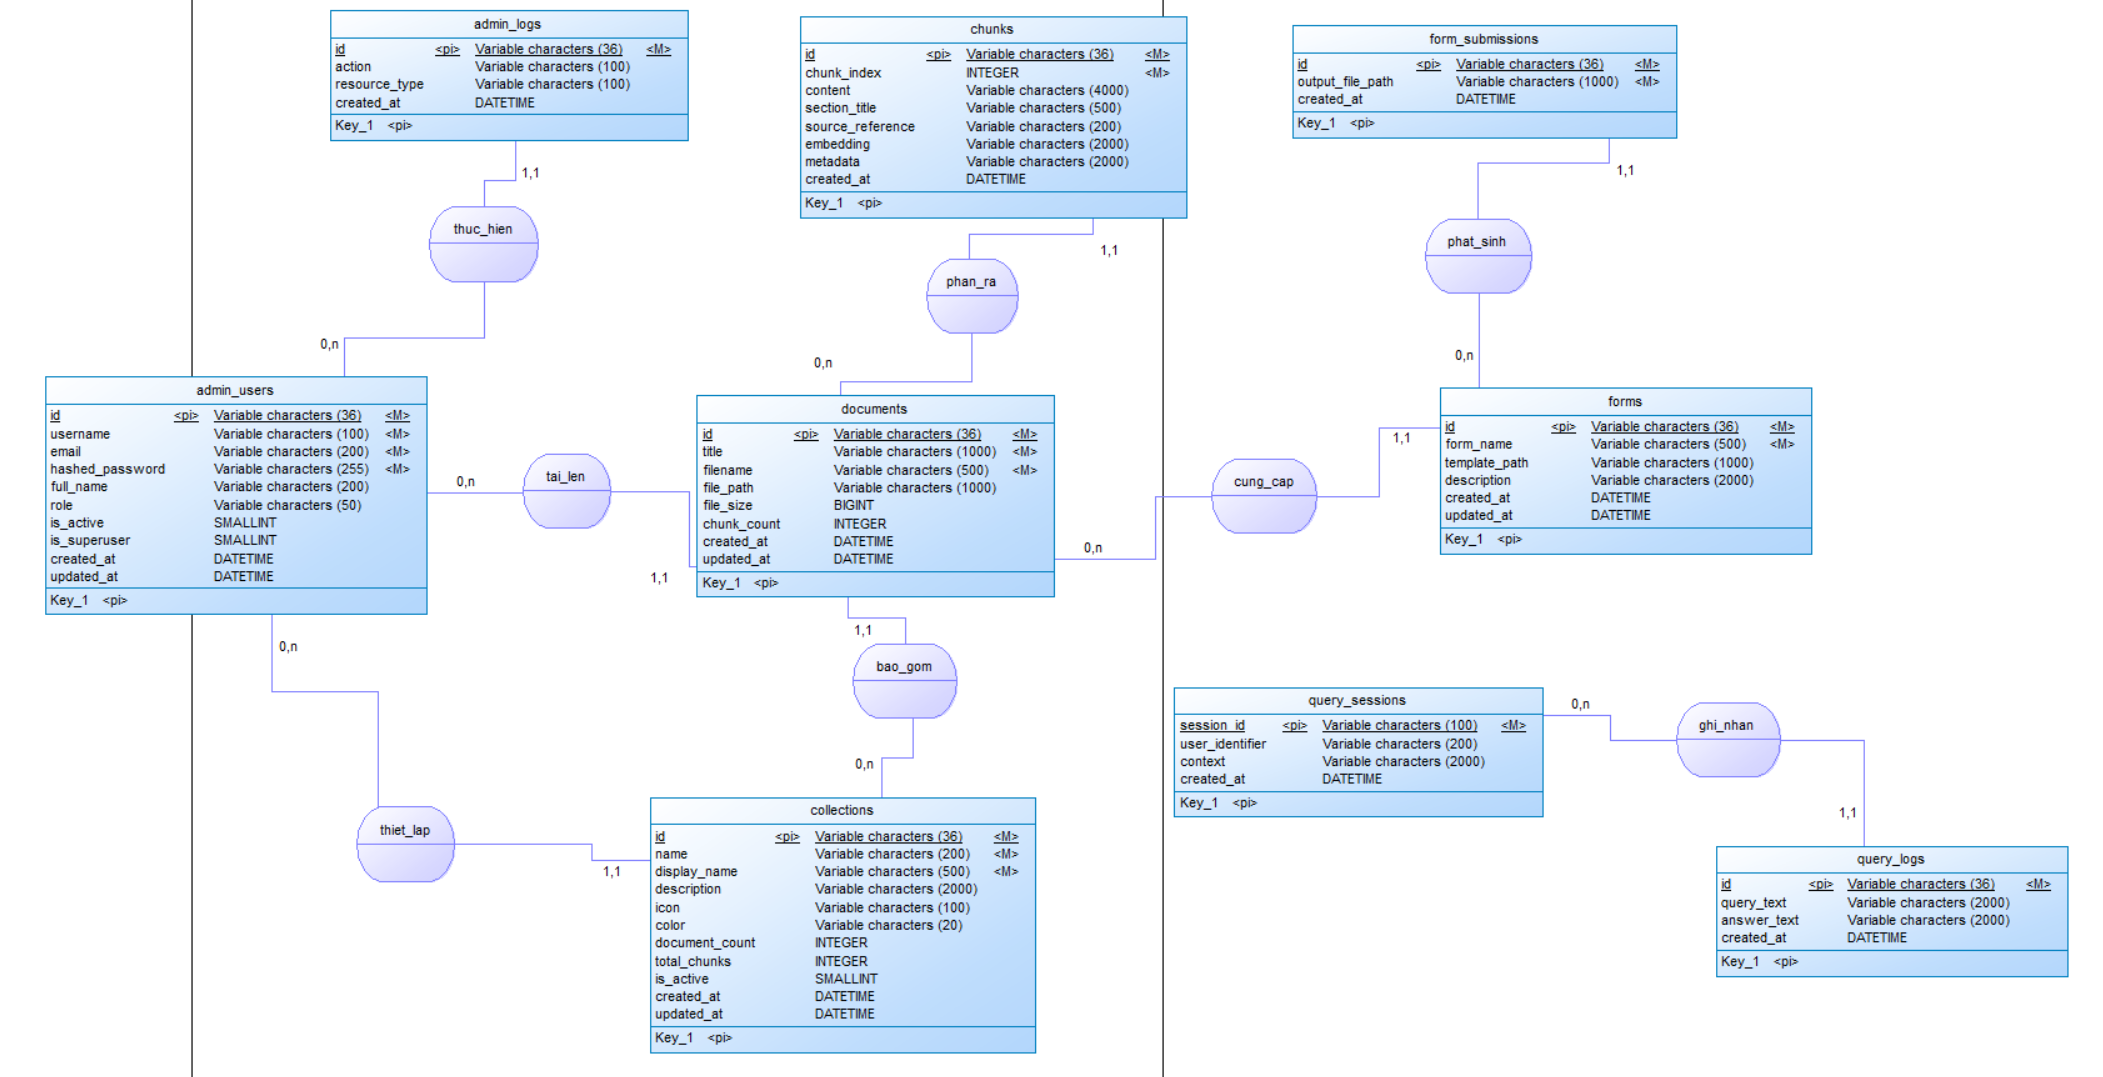 admin_logs
id <pi> Variable characters (36) <M>
action Variable characters (100)
resource_type Variable characters (100)
created_at DATETIME
Key_1 <pi>
chunks
id <pi> Variable characters (36) <M>
chunk_index INTEGER <M>
content Variable characters (4000)
section_title Variable characters (500)
source_reference Variable characters (200)
embedding Variable characters (2000)
metadata Variable characters (2000)
created_at DATETIME
Key_1 <pi>
form_submissions
id <pi> Variable characters (36) <M>
output_file_path Variable characters (1000) <M>
created_at DATETIME
Key_1 <pi>
1,1
thuc_hien
0,n
1,1
phan_ra
0,n
1,1
phat_sinh
0,n
admin_users
id <pi> Variable characters (36) <M>
username Variable characters (100) <M>
email Variable characters (200) <M>
hashed_password Variable characters (255) <M>
full_name Variable characters (200)
role Variable characters (50)
is_active SMALLINT
is_superuser SMALLINT
created_at DATETIME
updated_at DATETIME
Key_1 <pi>
0,n
tai_len
1,1
documents
id <pi> Variable characters (36) <M>
title Variable characters (1000) <M>
filename Variable characters (500) <M>
file_path Variable characters (1000)
file_size BIGINT
chunk_count INTEGER
created_at DATETIME
updated_at DATETIME
Key_1 <pi>
0,n
cung_cap
1,1
forms
id <pi> Variable characters (36) <M>
form_name Variable characters (500) <M>
template_path Variable characters (1000)
description Variable characters (2000)
created_at DATETIME
updated_at DATETIME
Key_1 <pi>
0,n
thiet_lap
1,1
1,1
bao_gom
0,n
collections
id <pi> Variable characters (36) <M>
name Variable characters (200) <M>
display_name Variable characters (500) <M>
description Variable characters (2000)
icon Variable characters (100)
color Variable characters (20)
document_count INTEGER
total_chunks INTEGER
is_active SMALLINT
created_at DATETIME
updated_at DATETIME
Key_1 <pi>
query_sessions
session_id <pi> Variable characters (100) <M>
user_identifier Variable characters (200)
context Variable characters (2000)
created_at DATETIME
Key_1 <pi>
0,n
ghi_nhan
1,1
query_logs
id <pi> Variable characters (36) <M>
query_text Variable characters (2000)
answer_text Variable characters (2000)
created_at DATETIME
Key_1 <pi>